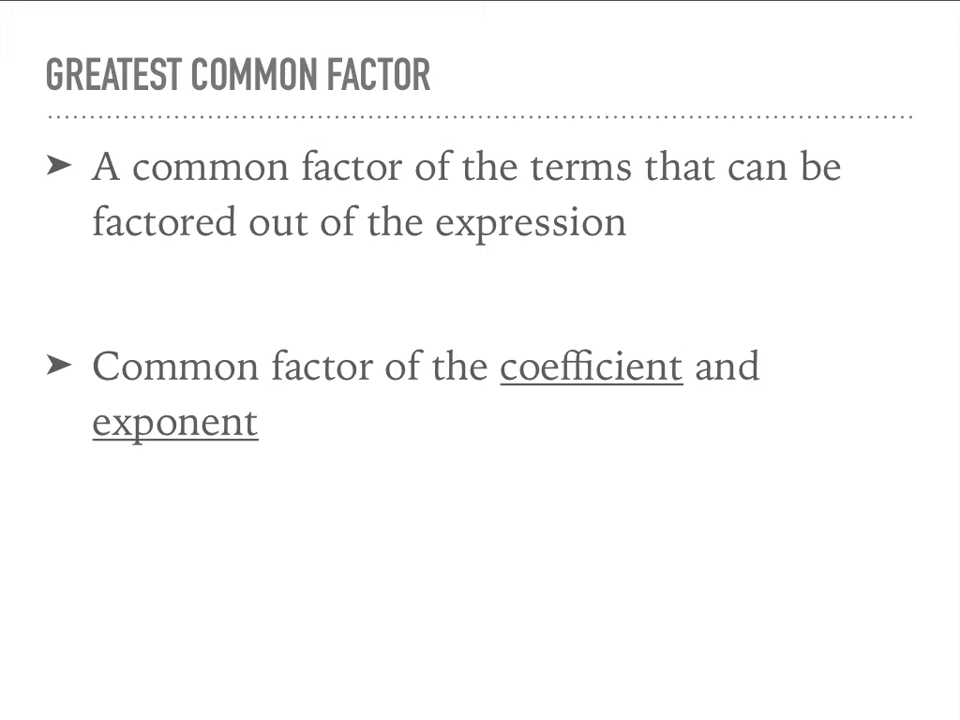 GREATEST COMMON FACTOR
➤ A common factor of the terms that can be
factored out of the expression
➤ Common factor of the coefficient and
exponent